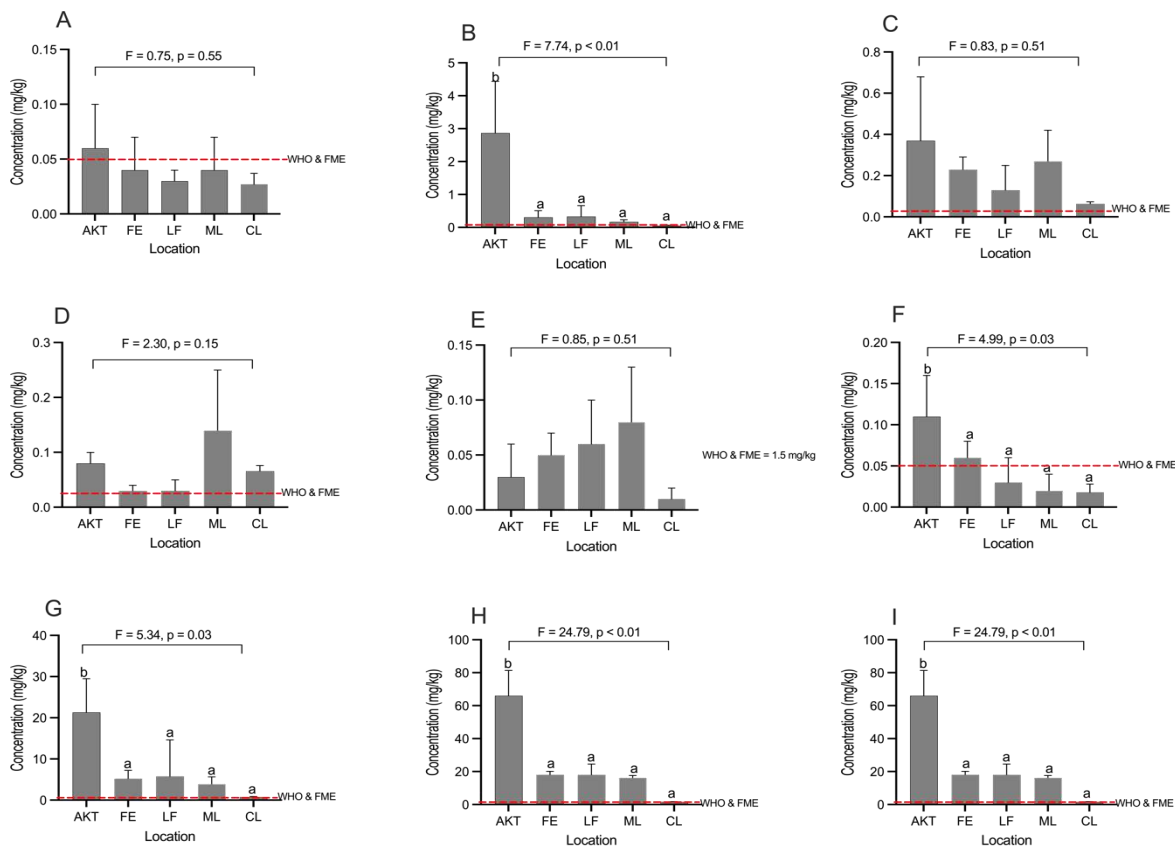 A
F = 0.75, p = 0.55
Concentration (mg/kg)
0.15
0.10
0.05
0.00
WHO & FME
AKT FE LF ML CL
Location
B
F = 7.74, p < 0.01
Concentration (mg/kg)
5
4
3
2
1
0
b a a a a
WHO & FME
AKT FE LF ML CL
Location
C
F = 0.83, p = 0.51
Concentration (mg/kg)
0.8
0.6
0.4
0.2
0.0
WHO & FME
AKT FE LF ML CL
Location
D
F = 2.30, p = 0.15
Concentration (mg/kg)
0.3
0.2
0.1
0.0
WHO & FME
AKT FE LF ML CL
Location
E
F = 0.85, p = 0.51
Concentration (mg/kg)
0.15
0.10
0.05
0.00
WHO & FME = 1.5 mg/kg
AKT FE LF ML CL
Location
F
F = 4.99, p = 0.03
Concentration (mg/kg)
0.20
0.15
0.10
0.05
0.00
b a a a a
WHO & FME
AKT FE LF ML CL
Location
G
F = 5.34, p = 0.03
Concentration (mg/kg)
40
30
20
10
0
b a a a a
WHO & FME
AKT FE LF ML CL
Location
H
F = 24.79, p < 0.01
Concentration (mg/kg)
100
80
60
40
20
0
b a a a a
WHO & FME
AKT FE LF ML CL
Location
I
F = 24.79, p < 0.01
Concentration (mg/kg)
100
80
60
40
20
0
b a a a a
WHO & FME
AKT FE LF ML CL
Location